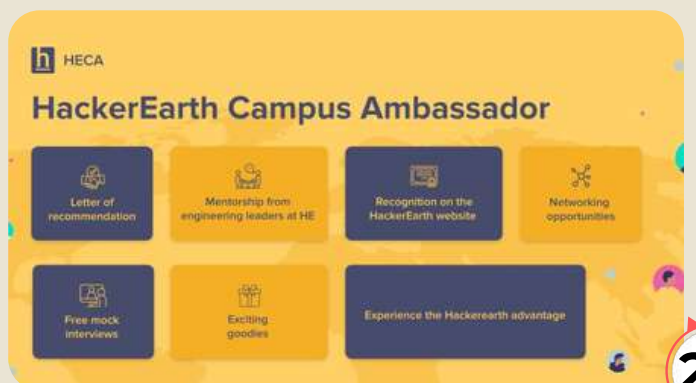 HECA
HackerEarth Campus Ambassador
Letter of
recommendation
Mentorship from
engineering leaders at HE
Recognition on the
HackerEarth website
Networking
opportunities
Free mock
interviews
Exciting
goodies
Experience the Hackerearth advantage